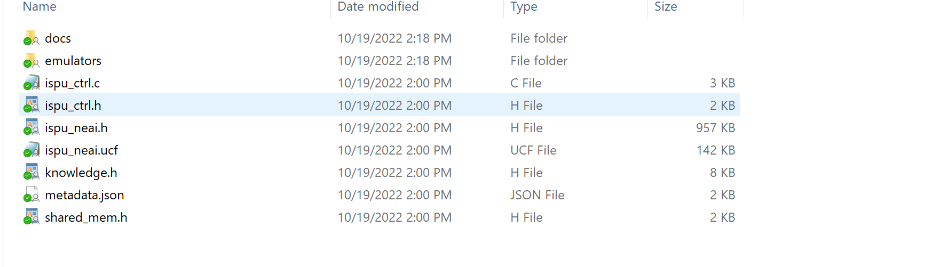 Name Date modified Type Size
docs 10/19/2022 2:18 PM File folder
emulators 10/19/2022 2:18 PM File folder
ispu_ctrl.c 10/19/2022 2:00 PM C File 3 KB
ispu_ctrl.h 10/19/2022 2:00 PM H File 2 KB
ispu_neai.h 10/19/2022 2:00 PM H File 957 KB
ispu_neai.ucf 10/19/2022 2:00 PM UCF File 142 KB
knowledge.h 10/19/2022 2:00 PM H File 8 KB
metadata.json 10/19/2022 2:00 PM JSON File 2 KB
shared_mem.h 10/19/2022 2:00 PM H File 2 KB